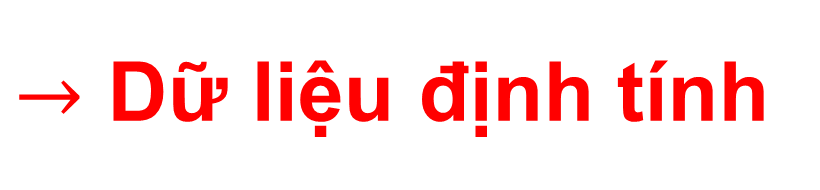 → Dữ liệu định tính